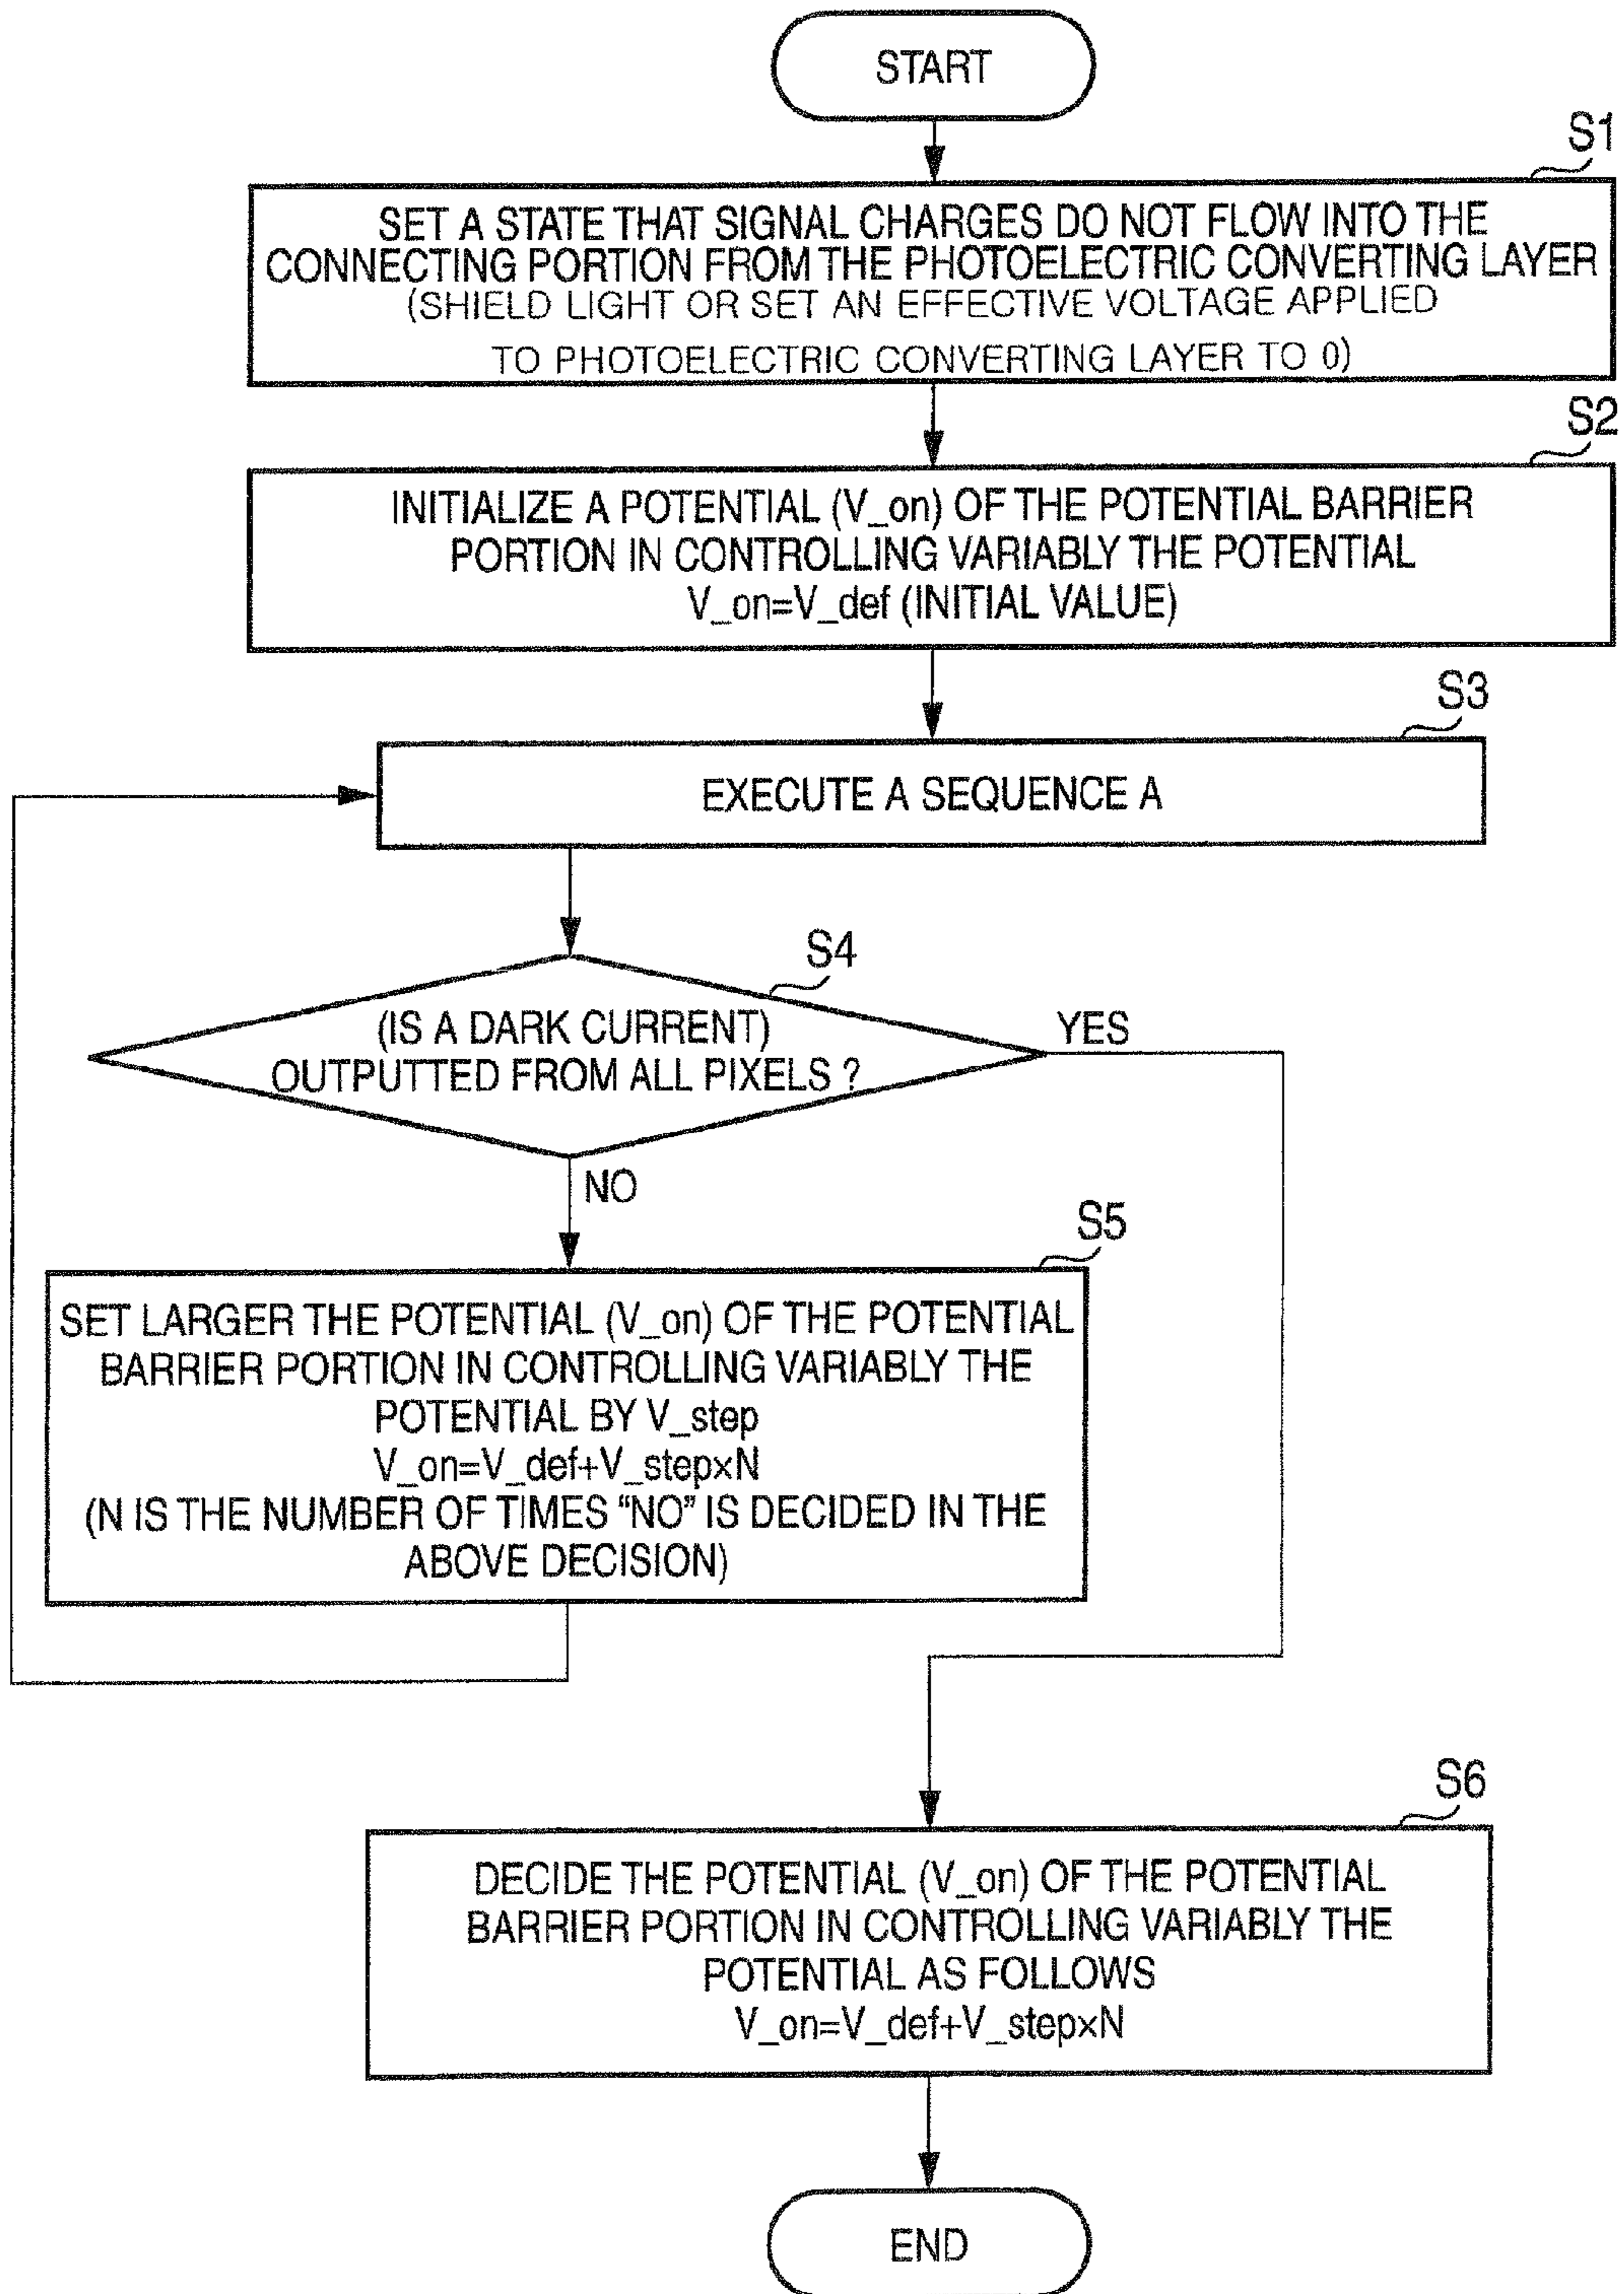 START
S1
SET A STATE THAT SIGNAL CHARGES DO NOT FLOW INTO THE
CONNECTING PORTION FROM THE PHOTOELECTRIC CONVERTING LAYER
(SHIELD LIGHT OR SET AN EFFECTIVE VOLTAGE APPLIED
TO PHOTOELECTRIC CONVERTING LAYER TO 0)
S2
INITIALIZE A POTENTIAL (V_on) OF THE POTENTIAL BARRIER
PORTION IN CONTROLLING VARIABLY THE POTENTIAL
V_on=V_def (INITIAL VALUE)
S3
EXECUTE A SEQUENCE A
S4
(IS A DARK CURRENT)
OUTPUTTED FROM ALL PIXELS ?
YES
NO
S5
SET LARGER THE POTENTIAL (V_on) OF THE POTENTIAL
BARRIER PORTION IN CONTROLLING VARIABLY THE
POTENTIAL BY V_step
V_on=V_def+V_step×N
(N IS THE NUMBER OF TIMES “NO” IS DECIDED IN THE
ABOVE DECISION)
S6
DECIDE THE POTENTIAL (V_on) OF THE POTENTIAL
BARRIER PORTION IN CONTROLLING VARIABLY THE
POTENTIAL AS FOLLOWS
V_on=V_def+V_step×N
END